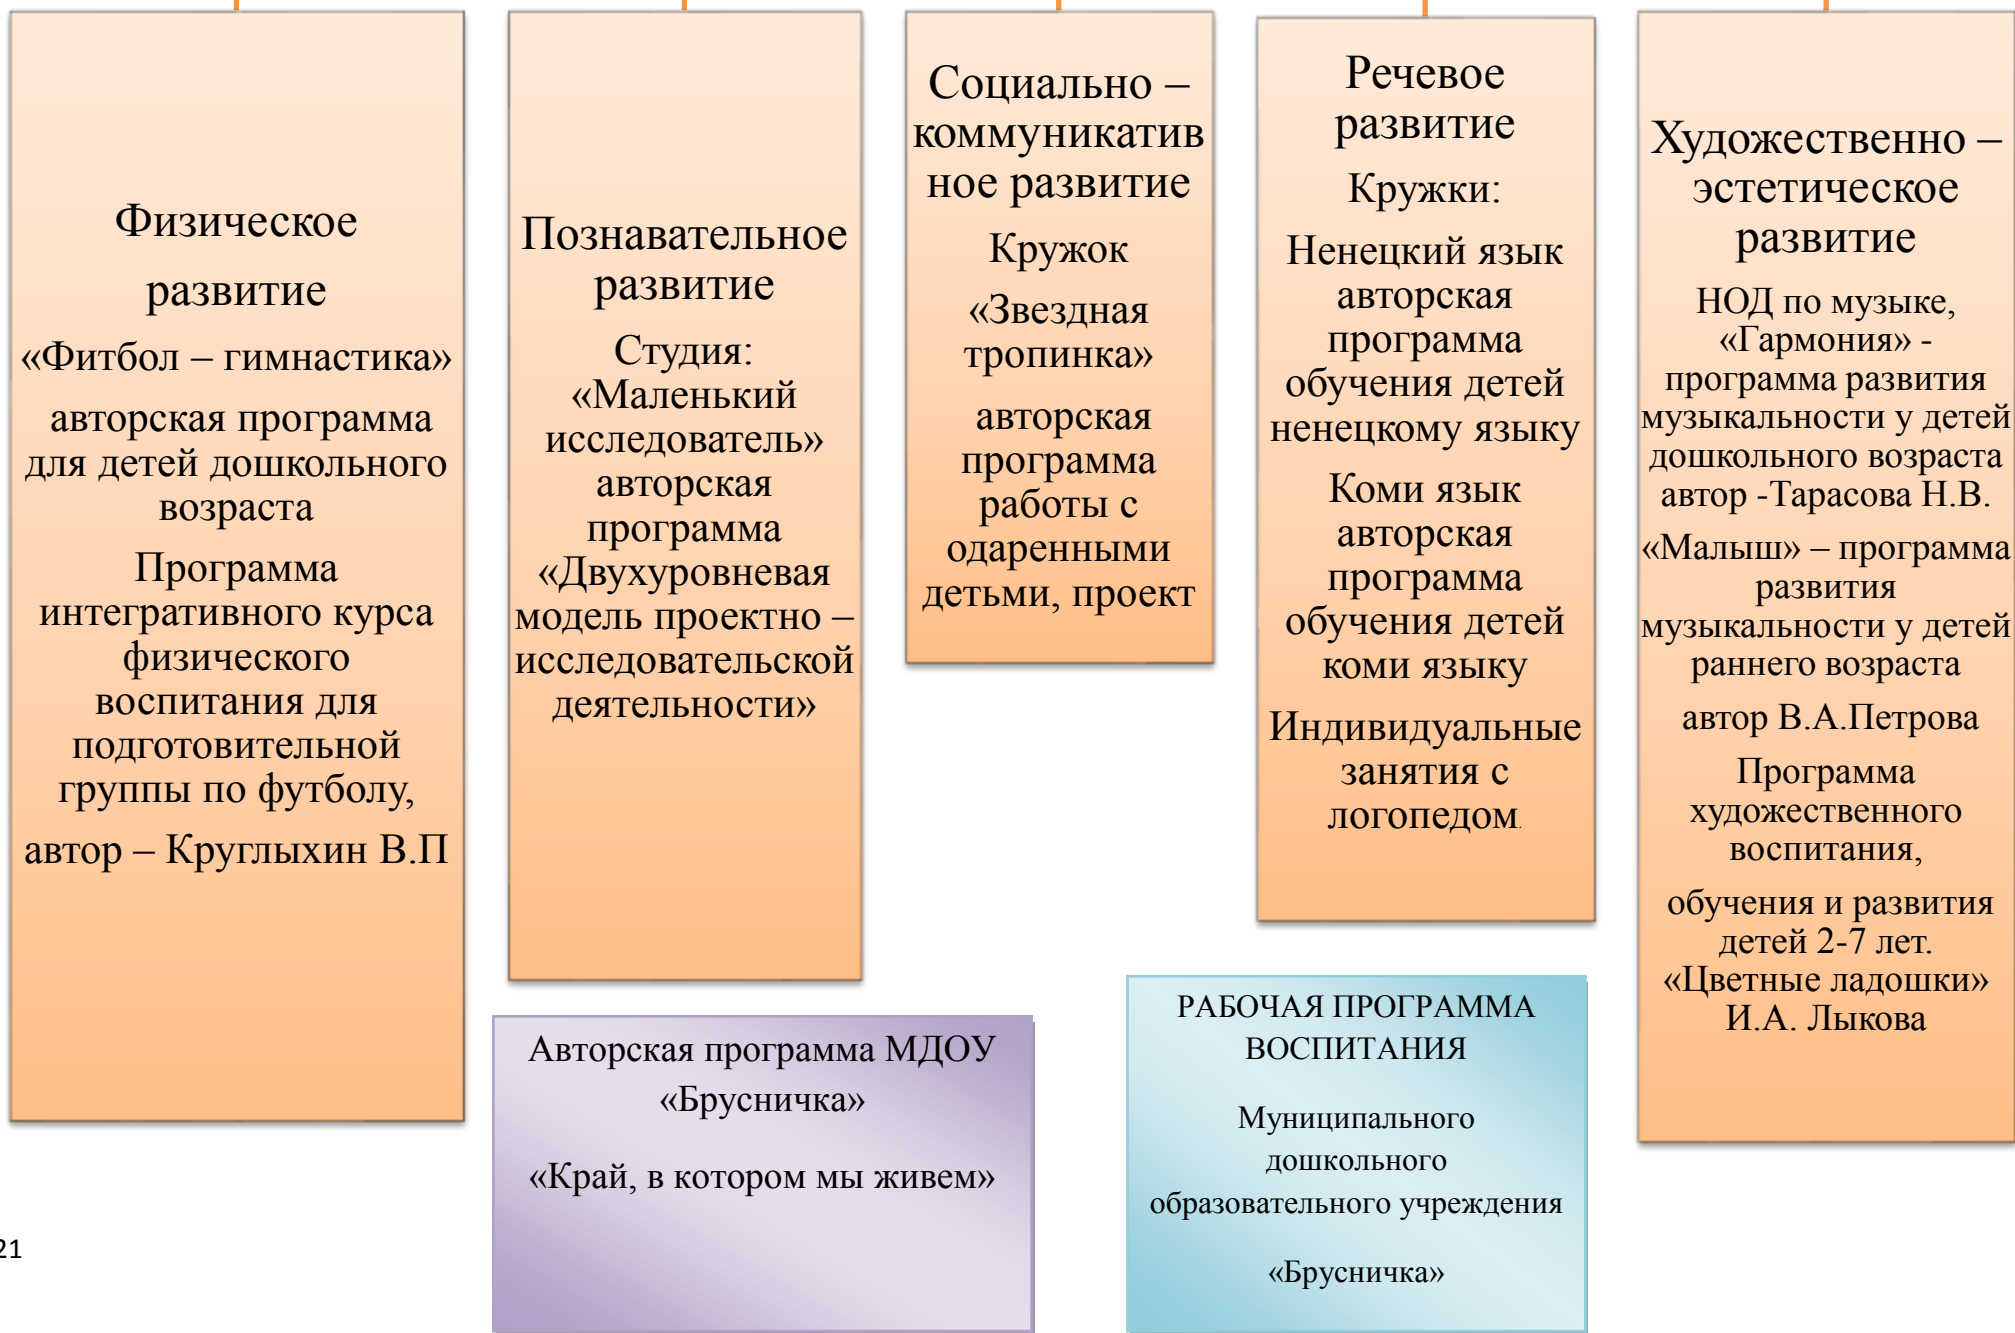 Физическое
развитие
«Фитбол – гимнастика»
авторская программа
для детей дошкольного
возраста
Программа
интегративного курса
физического
воспитания для
подготовительной
группы по футболу,
автор – Круглыхин В.П
Познавательное
развитие
Студия:
«Маленький
исследователь»
авторская
программа
«Двухуровневая
модель проектно –
исследовательской
деятельности»
Социально –
коммуникатив
ное развитие
Кружок
«Звездная
тропинка»
авторская
программа
работы с
одаренными
детьми, проект
Речевое
развитие
Кружки:
Ненецкий язык
авторская
программа
обучения детей
ненецкому языку
Коми язык
авторская
программа
обучения детей
коми языку
Индивидуальные
занятия с
логопедом.
Художественно –
эстетическое
развитие
НОД по музыке,
«Гармония» -
программа развития
музыкальности у детей
дошкольного возраста
автор -Тарасова Н.В.
«Малыш» – программа
развития
музыкальности у детей
раннего возраста
автор В.А.Петрова
Программа
художественного
воспитания,
обучения и развития
детей 2-7 лет.
«Цветные ладошки»
И.А. Лыкова
Авторская программа МДОУ
«Брусничка»
«Край, в котором мы живем»
РАБОЧАЯ ПРОГРАММА
ВОСПИТАНИЯ
Муниципального
дошкольного
образовательного учреждения
«Брусничка»
21